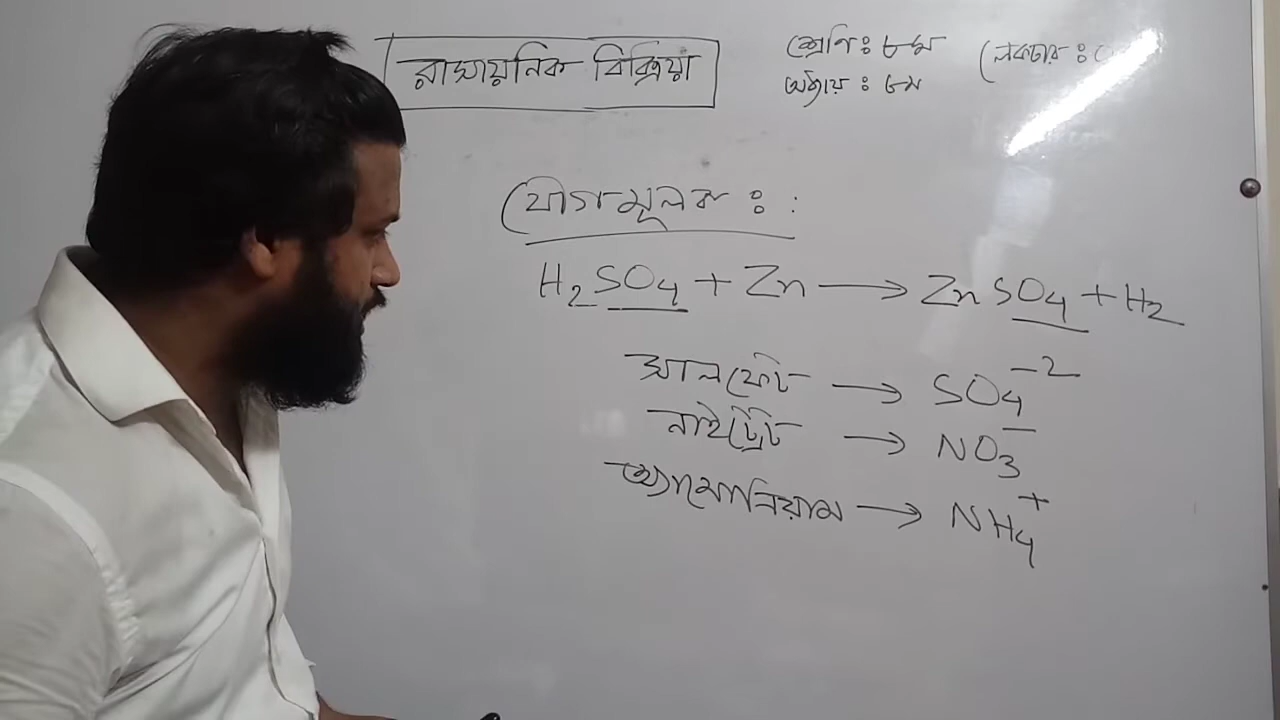 রাসায়নিক বিক্রিয়া
শ্রেণি : ৮ম
অধ্যায় : ৮ম
লেকচার :
যৌগমূলক : :
H₂SO₄ + Zn → ZnSO₄ + H₂
সালফেট → SO₄⁻²
নাইট্রেট → NO₃⁻
অ্যামোনিয়াম → NH₄⁺